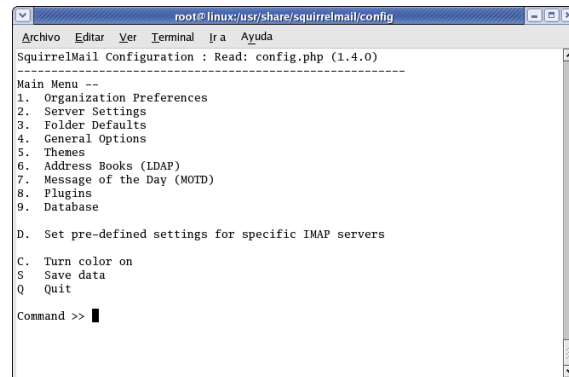 root@linux:/usr/share/squirrelmail/config
Archivo Editar Ver Terminal Ir a Ayuda
SquirrelMail Configuration : Read: config.php (1.4.0)
---------------------------------------------------------
Main Menu --
1. Organization Preferences
2. Server Settings
3. Folder Defaults
4. General Options
5. Themes
6. Address Books (LDAP)
7. Message of the Day (MOTD)
8. Plugins
9. Database
D. Set pre-defined settings for specific IMAP servers
C. Turn color on
S Save data
Q Quit
Command >>